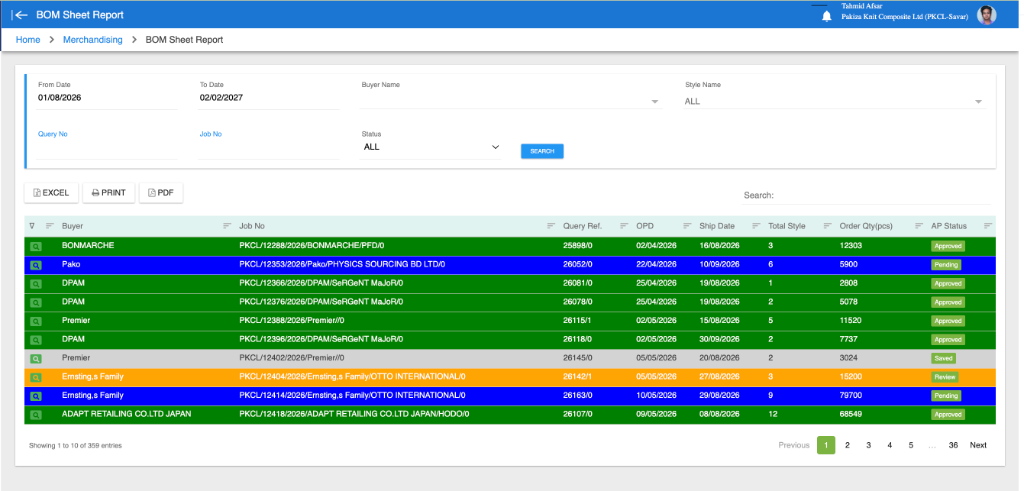 BOM Sheet Report
Tahmid Afsar
Pakiza Knit Composite Ltd (PKCL-Savar)
Home > Merchandising > BOM Sheet Report
From Date To Date Buyer Name Style Name
01/08/2026 02/02/2027 ALL
Query No Job No Status
ALL SEARCH
EXCEL PRINT PDF Search:
Buyer Job No Query Ref. OPD Ship Date Total Style Order Qty(pcs) AP Status
BONMARCHE PKCL/12288/2026/BONMARCHE/PFD/0 25898/0 02/04/2026 16/08/2026 3 12303 Approved
Pako PKCL/12353/2026/Pako/PHYSICS SOURCING BD LTD/0 26052/0 22/04/2026 10/09/2026 6 5900 Pending
DPAM PKCL/12366/2026/DPAM/SeRGeNT MaJoR/0 26081/0 25/04/2026 19/08/2026 1 2808 Approved
DPAM PKCL/12376/2026/DPAM/SeRGeNT MaJoR/0 26078/0 25/04/2026 19/08/2026 2 5078 Approved
Premier PKCL/12388/2026/Premier//0 26115/1 02/05/2026 15/08/2026 5 11520 Approved
DPAM PKCL/12396/2026/DPAM/SeRGeNT MaJoR/0 26118/0 02/05/2026 30/09/2026 2 7737 Approved
Premier PKCL/12402/2026/Premier//0 26145/0 05/05/2026 20/08/2026 2 3024 Saved
Ernsting,s Family PKCL/12404/2026/Ernsting,s Family/OTTO INTERNATIONAL/0 26142/1 05/05/2026 27/08/2026 3 15200 Review
Ernsting,s Family PKCL/12414/2026/Ernsting,s Family/OTTO INTERNATIONAL/0 26163/0 10/05/2026 29/08/2026 9 79700 Pending
ADAPT RETAILING CO.LTD JAPAN PKCL/12418/2026/ADAPT RETAILING CO.LTD JAPAN/HODO/0 26107/0 09/05/2026 08/08/2026 12 68549 Approved
Showing 1 to 10 of 359 entries Previous 1 2 3 4 5 ... 36 Next